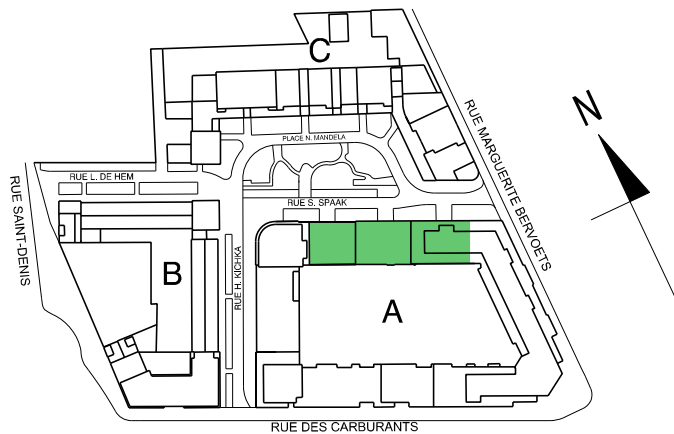 C
N
RUE MARGUERITE BERVOETS
PLACE N. MANDELA
RUE L. DE HEM
RUE SAINT-DENIS
RUE S. SPAAK
RUE H. KICHKA
B
A
RUE DES CARBURANTS